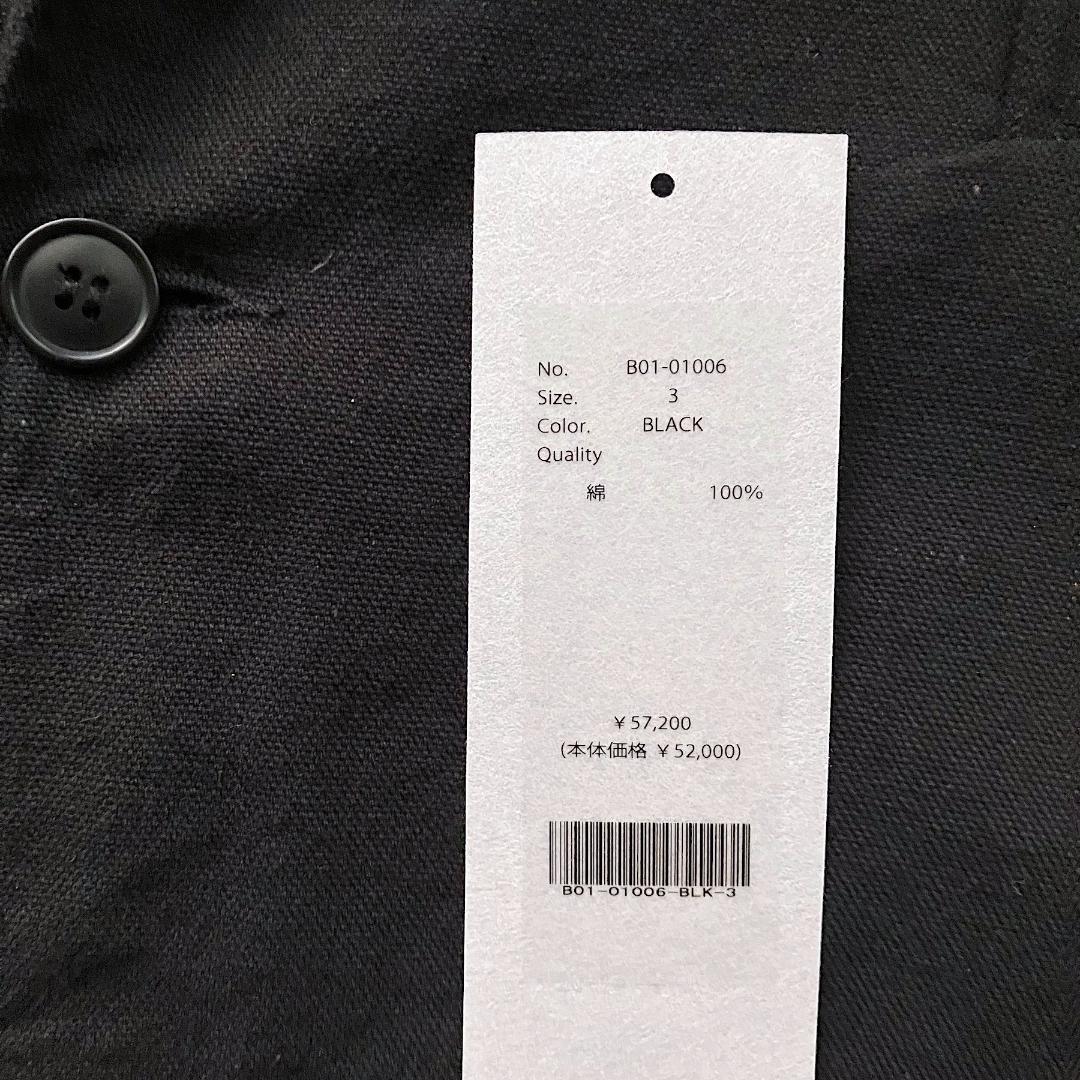 No. B01-01006
Size. 3
Color. BLACK
Quality
綿 100%
¥57,200
(本体価格 ¥52,000)
B01-01006-BLK-3